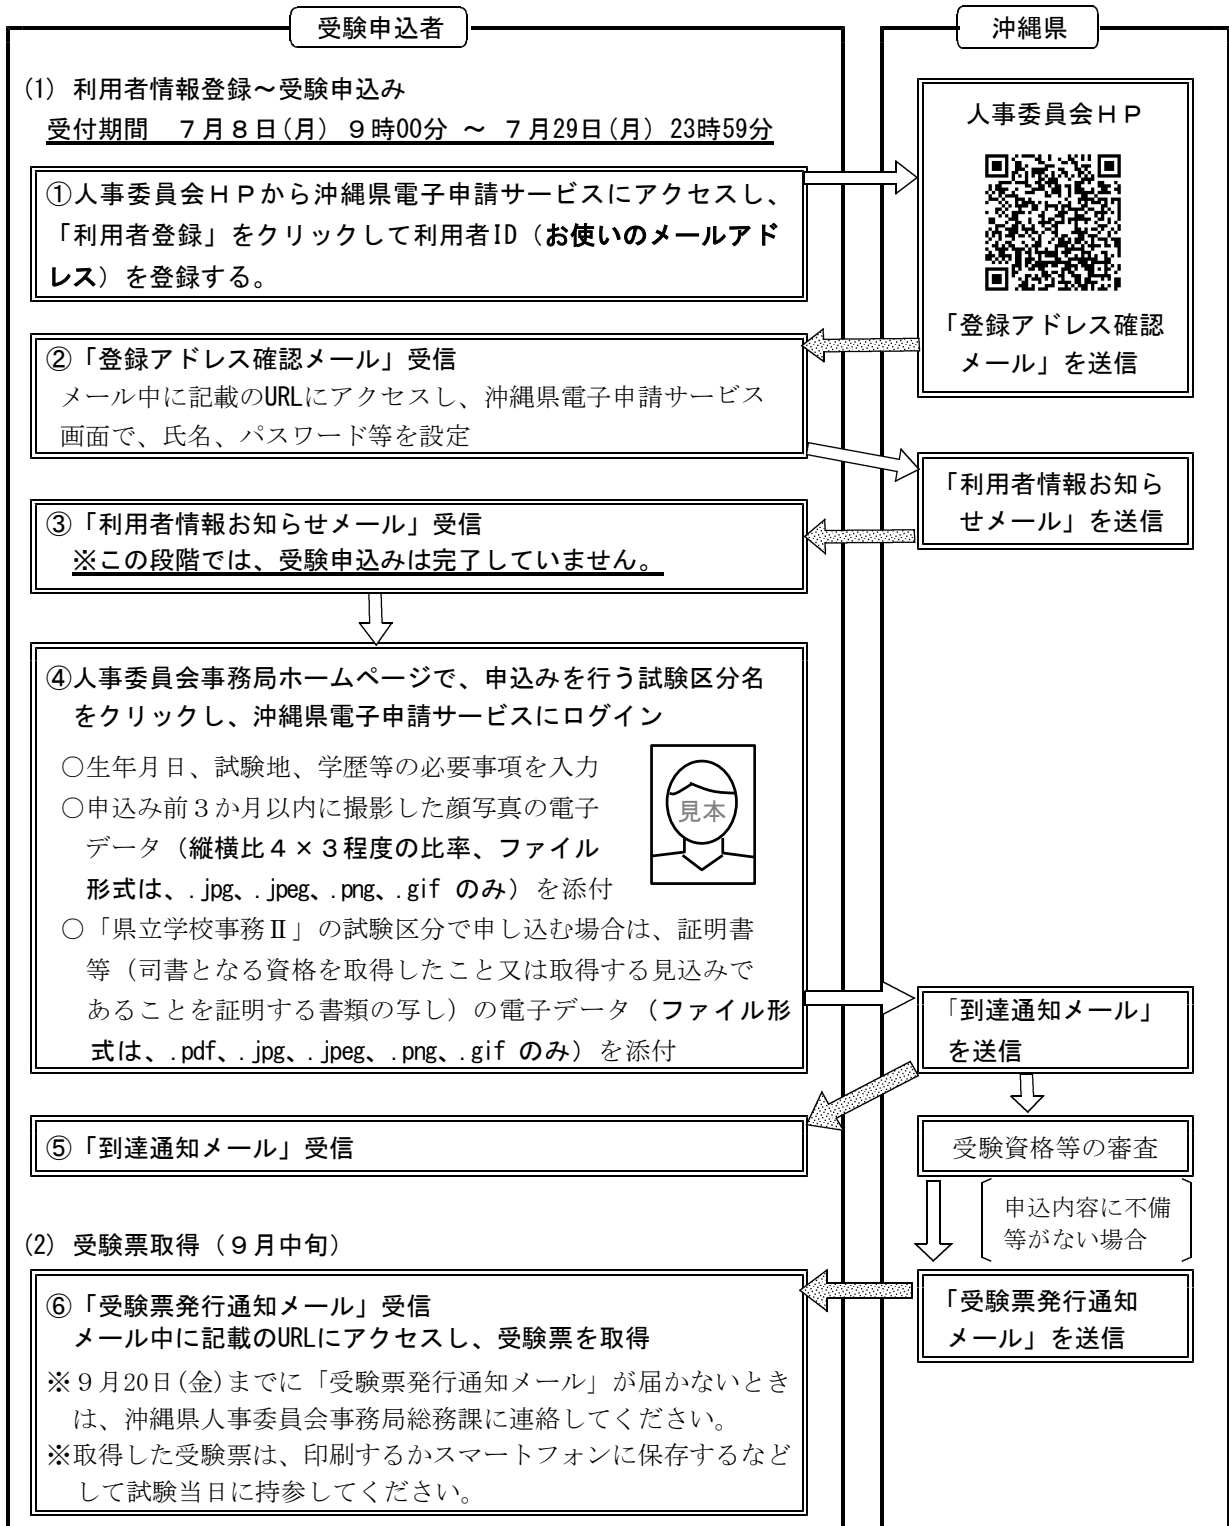 受験申込者
沖縄県
(1) 利用者情報登録～受験申込み
受付期間　７月８日(月) ９時00分 ～ ７月29日(月) 23時59分
①人事委員会ＨＰから沖縄県電子申請サービスにアクセスし、
「利用者登録」をクリックして利用者ID（お使いのメールアド
レス）を登録する。
人事委員会ＨＰ
「登録アドレス確認
メール」を送信
②「登録アドレス確認メール」受信
メール中に記載のURLにアクセスし、沖縄県電子申請サービス
画面で、氏名、パスワード等を設定
「利用者情報お知ら
せメール」を送信
③「利用者情報お知らせメール」受信
※この段階では、受験申込みは完了していません。
④人事委員会事務局ホームページで、申込みを行う試験区分名
をクリックし、沖縄県電子申請サービスにログイン
○生年月日、試験地、学歴等の必要事項を入力
○申込み前３か月以内に撮影した顔写真の電子
データ（縦横比４×３程度の比率、ファイル
形式は、.jpg、.jpeg、.png、.gif のみ）を添付
見本
○「県立学校事務Ⅱ」の試験区分で申し込む場合は、証明書
等（司書となる資格を取得したこと又は取得する見込みで
あることを証明する書類の写し）の電子データ（ファイル形
式は、.pdf、.jpg、.jpeg、.png、.gif のみ）を添付
「到達通知メール」
を送信
⑤「到達通知メール」受信
受験資格等の審査
申込内容に不備
等がない場合
(2) 受験票取得（９月中旬）
⑥「受験票発行通知メール」受信
メール中に記載のURLにアクセスし、受験票を取得
※９月20日(金)までに「受験票発行通知メール」が届かないとき
は、沖縄県人事委員会事務局総務課に連絡してください。
※取得した受験票は、印刷するかスマートフォンに保存するなど
して試験当日に持参してください。
「受験票発行通知
メール」を送信